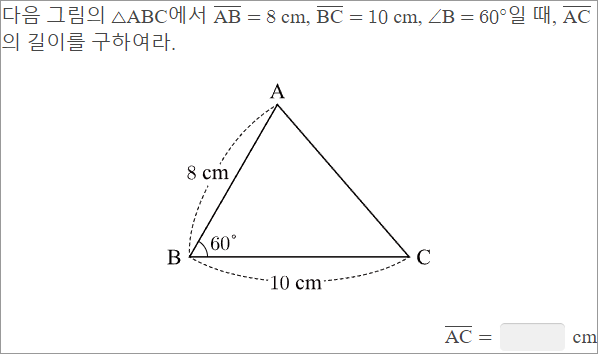 다음 그림의 △ABC에서 AB̅ = 8 cm, BC̅ = 10 cm, ∠B = 60°일 때, AC̅
의 길이를 구하여라.
A
8 cm
60°
B
C
10 cm
AC̅ = cm